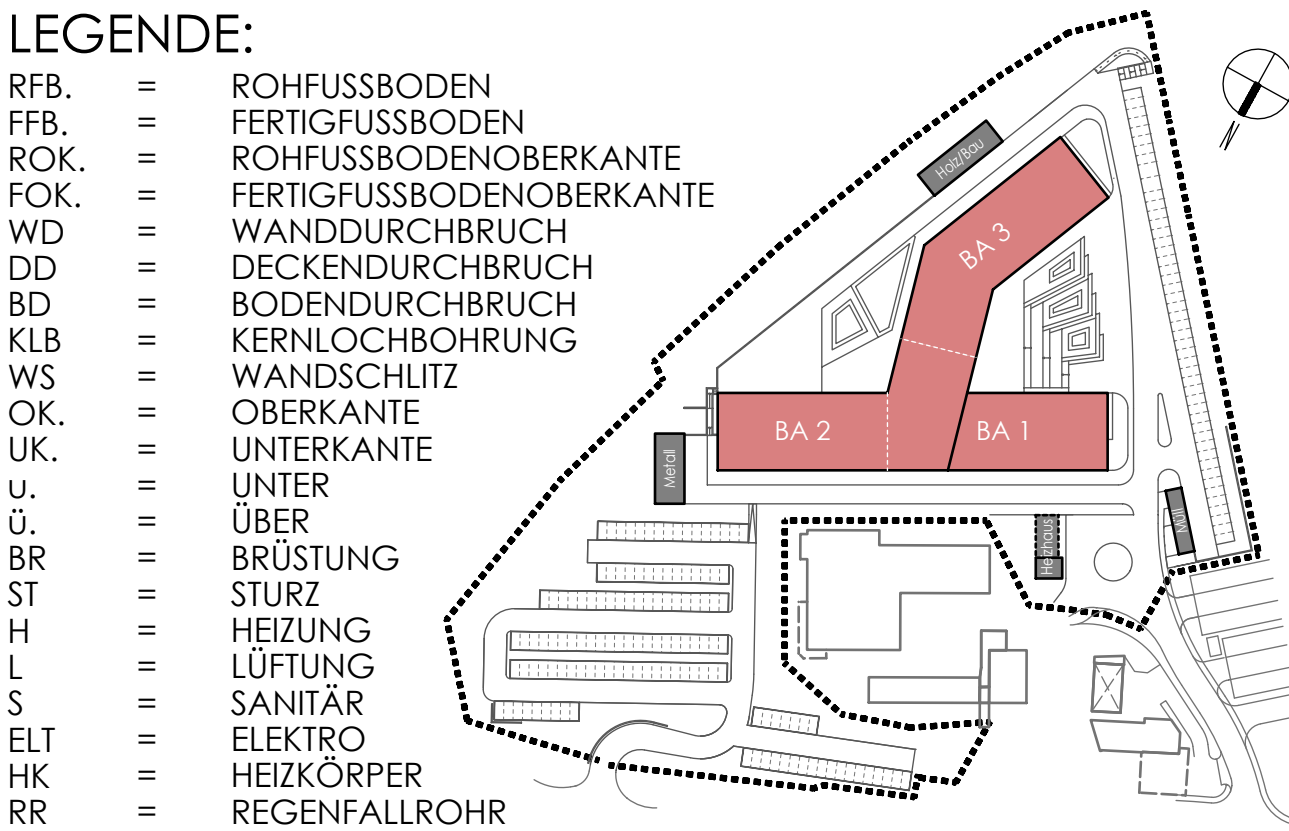 LEGENDE:
RFB. = ROHFUSSBODEN
FFB. = FERTIGFUSSBODEN
ROK. = ROHFUSSBODENOBERKANTE
FOK. = FERTIGFUSSBODENOBERKANTE
WD = WANDDURCHBRUCH
DD = DECKENDURCHBRUCH
BD = BODENDURCHBRUCH
KLB = KERNLOCHBOHRUNG
WS = WANDSCHLITZ
OK. = OBERKANTE
UK. = UNTERKANTE
u. = UNTER
ü. = ÜBER
BR = BRÜSTUNG
ST = STURZ
H = HEIZUNG
L = LÜFTUNG
S = SANITÄR
ELT = ELEKTRO
HK = HEIZKÖRPER
RR = REGENFALLROHR
N
Holz/Bau
BA 3
BA 2
BA 1
Metall
Heizhaus
Müll